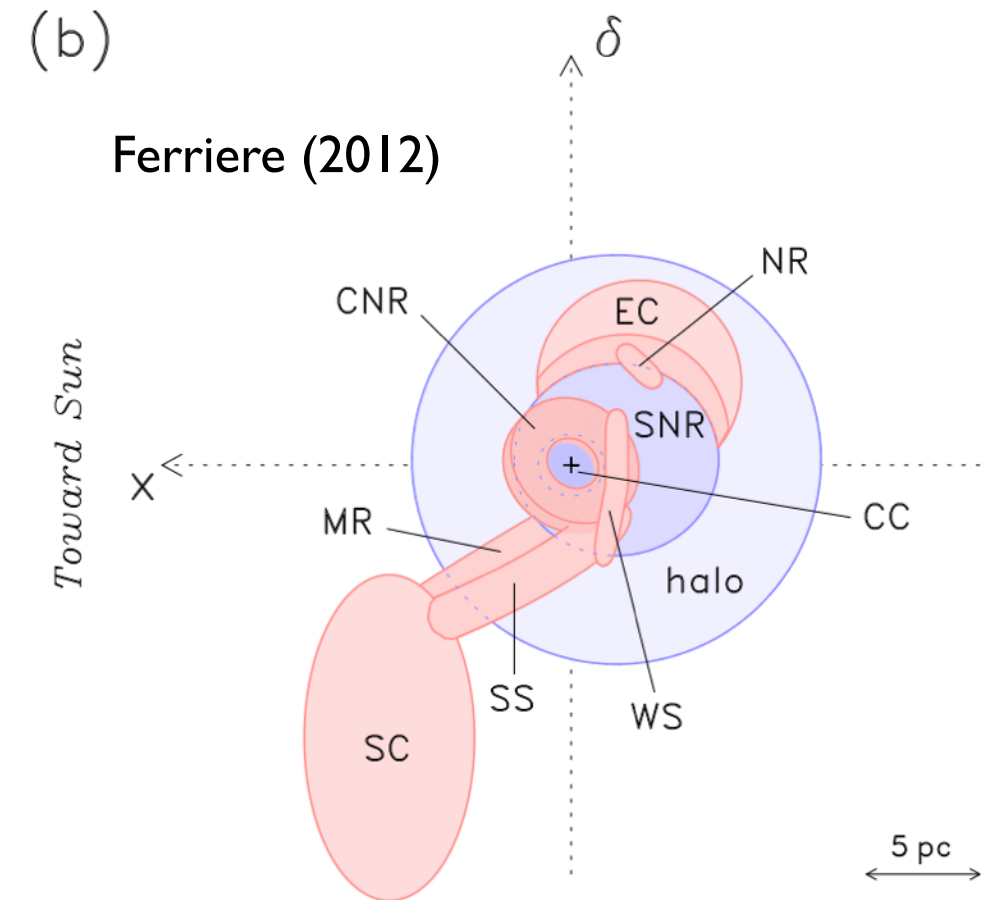 (b)
δ
Ferriere (2012)
NR
CNR
EC
Toward Sun
SNR
X
CC
MR
halo
SS
WS
SC
5 pc